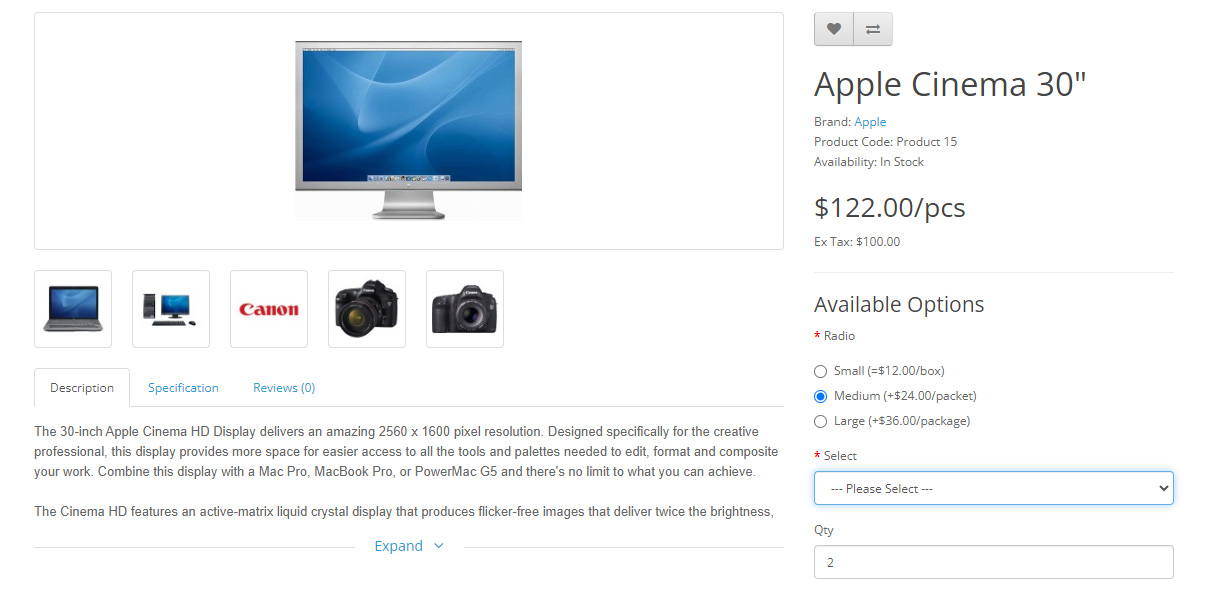 Apple Cinema 30"
Brand: Apple
Product Code: Product 15
Availability: In Stock
$122.00/pcs
Ex Tax: $100.00
Canon
Available Options
* Radio
Small (=$12.00/box)
Medium (+$24.00/packet)
Large (+$36.00/package)
* Select
--- Please Select ---
Qty
2
Description
Specification
Reviews (0)
The 30-inch Apple Cinema HD Display delivers an amazing 2560 x 1600 pixel resolution. Designed specifically for the creative
professional, this display provides more space for easier access to all the tools and palettes needed to edit, format and composite
your work. Combine this display with a Mac Pro, MacBook Pro, or PowerMac G5 and there's no limit to what you can achieve.
The Cinema HD features an active-matrix liquid crystal display that produces flicker-free images that deliver twice the brightness,
Expand